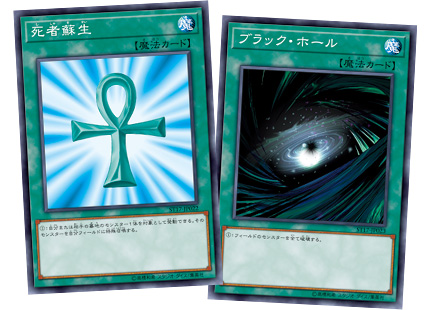 死者蘇生
【魔法カード】
①：自分または相手の墓地のモンスター1体を対象として発動できる。その
モンスターを自分フィールドに特殊召喚する。
ブラック・ホール
【魔法カード】
①：フィールドのモンスターを全て破壊する。